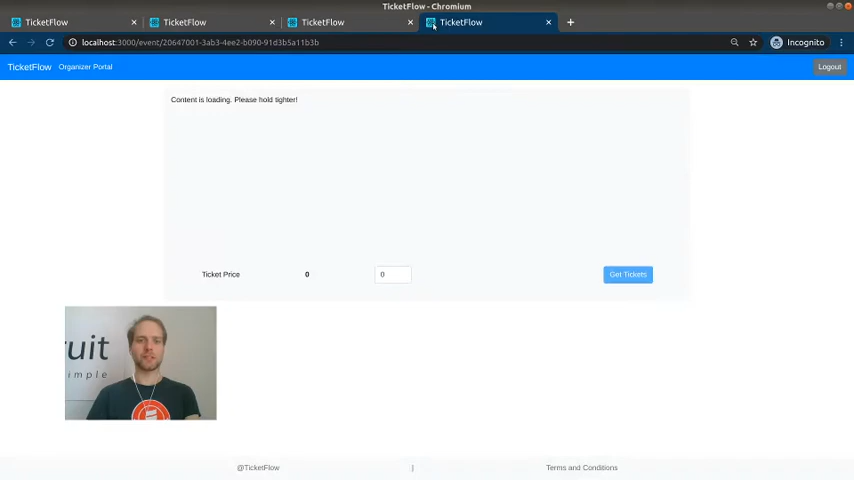 TicketFlow - Chromium
TicketFlow
TicketFlow
TicketFlow
TicketFlow
localhost:3000/event/20647001-3ab3-4ee2-b090-91d3b5a11b3b
Incognito
TicketFlow Organizer Portal
Logout
Content is loading. Please hold tighter!
Ticket Price 0 0 Get Tickets
uit
imple
@TicketFlow | Terms and Conditions